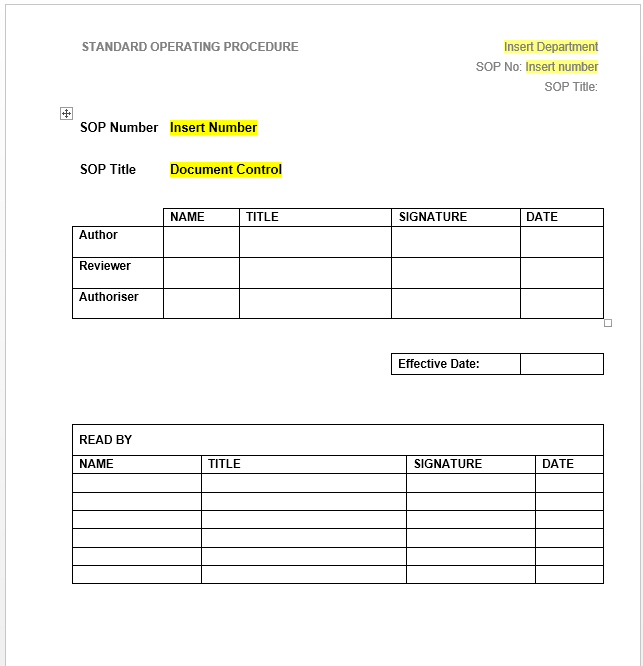 STANDARD OPERATING PROCEDURE
Insert Department
SOP No: Insert number
SOP Title:
SOP Number Insert Number
SOP Title Document Control
NAME TITLE SIGNATURE DATE
Author
Reviewer
Authoriser
Effective Date:
READ BY
NAME TITLE SIGNATURE DATE